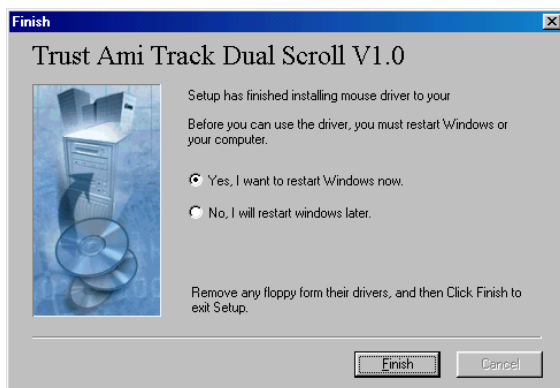 Finish
Trust Ami Track Dual Scroll V1.0
Setup has finished installing mouse driver to your
Before you can use the driver, you must restart Windows or
your computer.
Yes, I want to restart Windows now.
No, I will restart windows later.
Remove any floppy form their drivers, and then Click Finish to
exit Setup.
Finish
Cancel